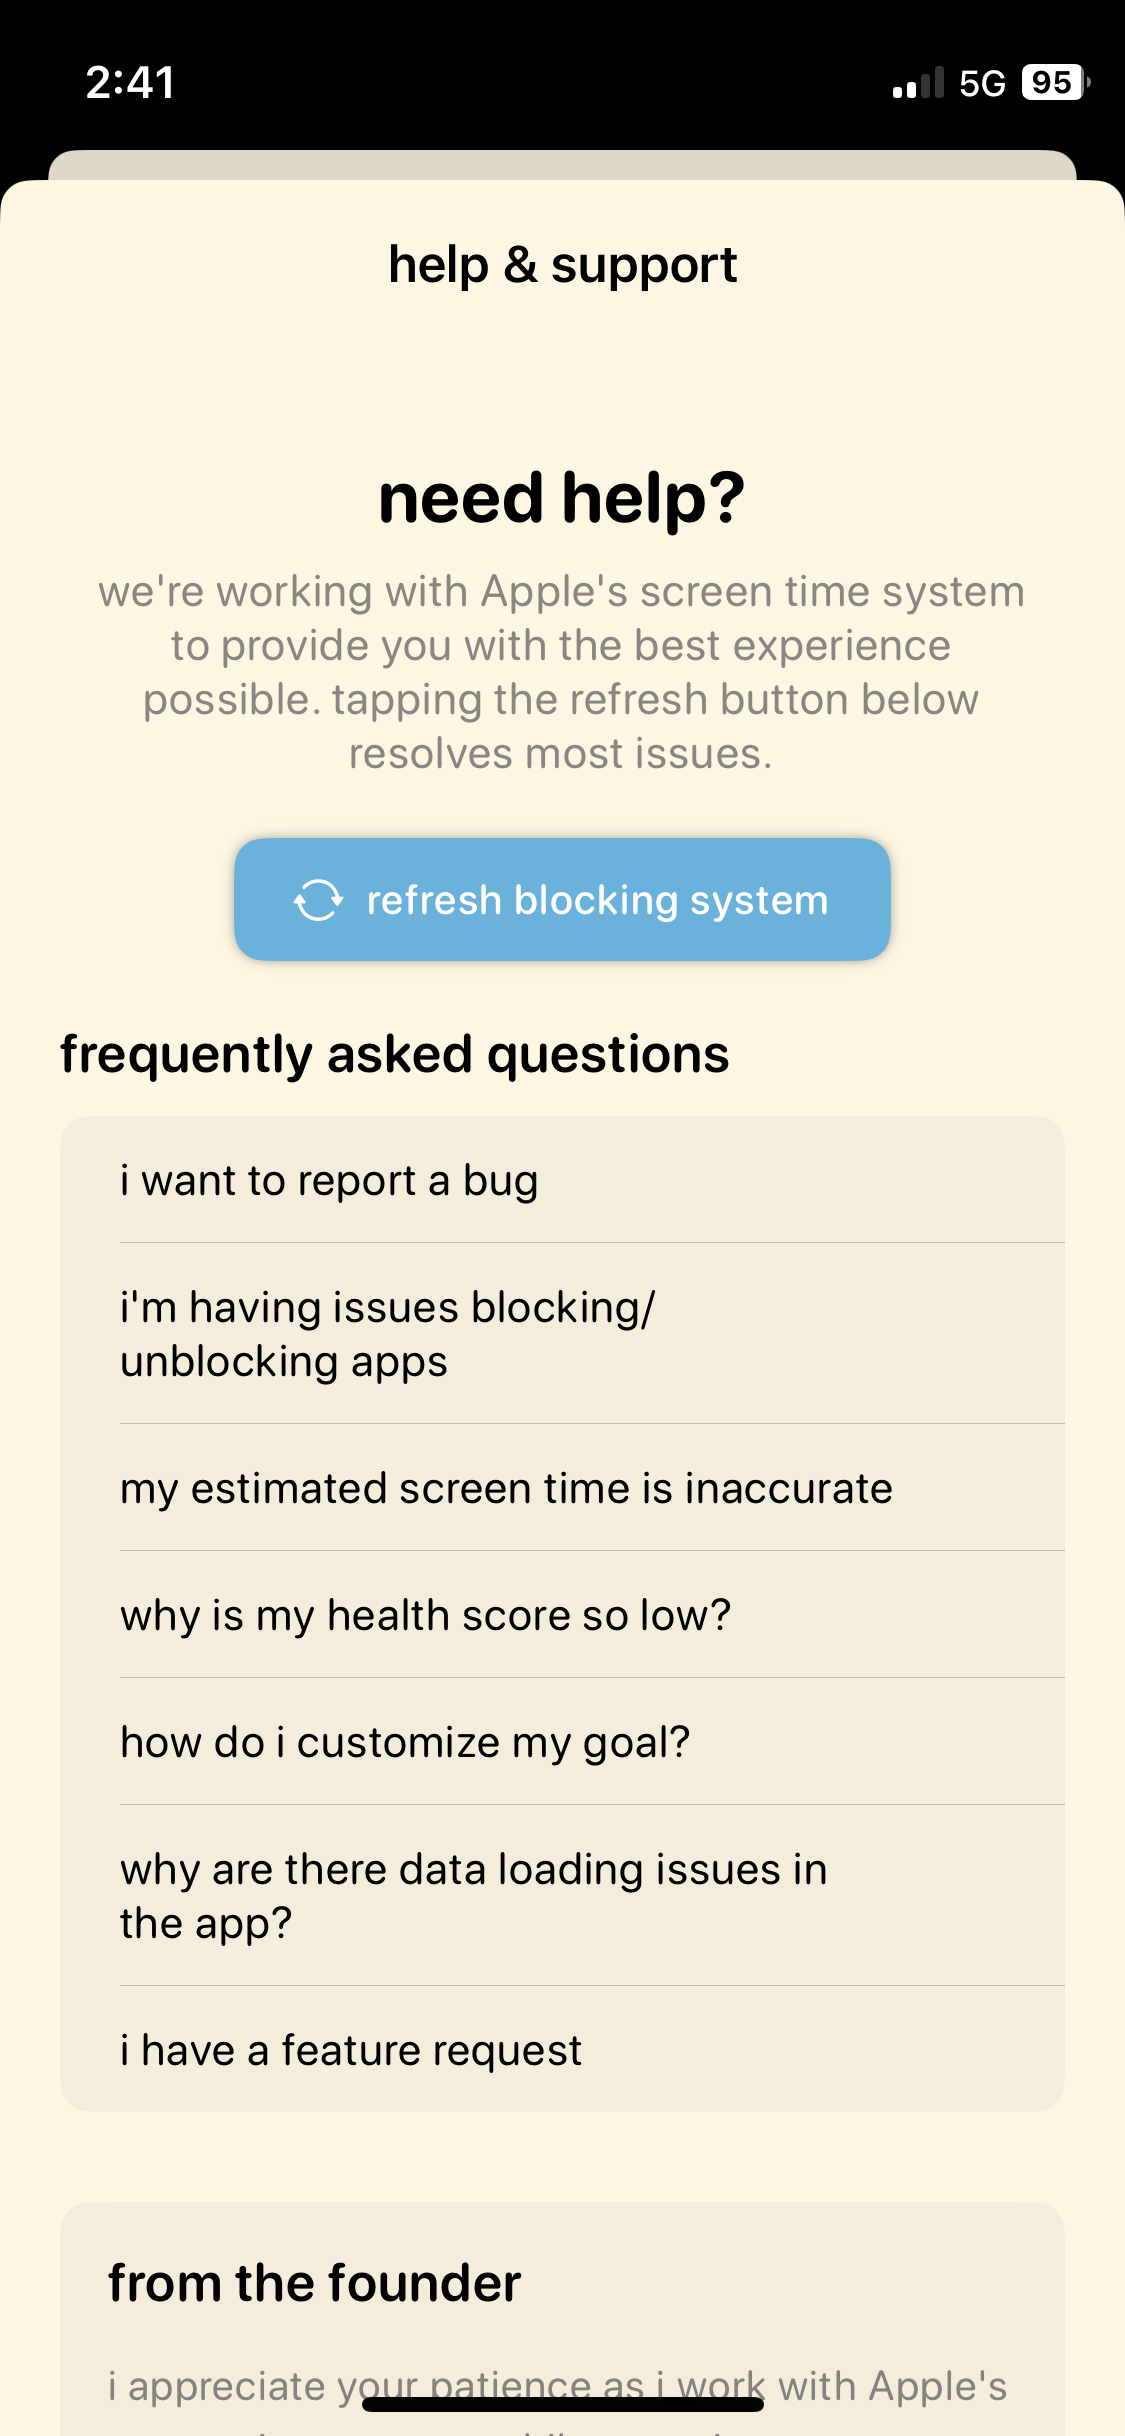 2:41
5G 95
help & support
need help?
we're working with Apple's screen time system
to provide you with the best experience
possible. tapping the refresh button below
resolves most issues.
refresh blocking system
frequently asked questions
i want to report a bug
i'm having issues blocking/
unblocking apps
my estimated screen time is inaccurate
why is my health score so low?
how do i customize my goal?
why are there data loading issues in
the app?
i have a feature request
from the founder
i appreciate your patience as i work with Apple's